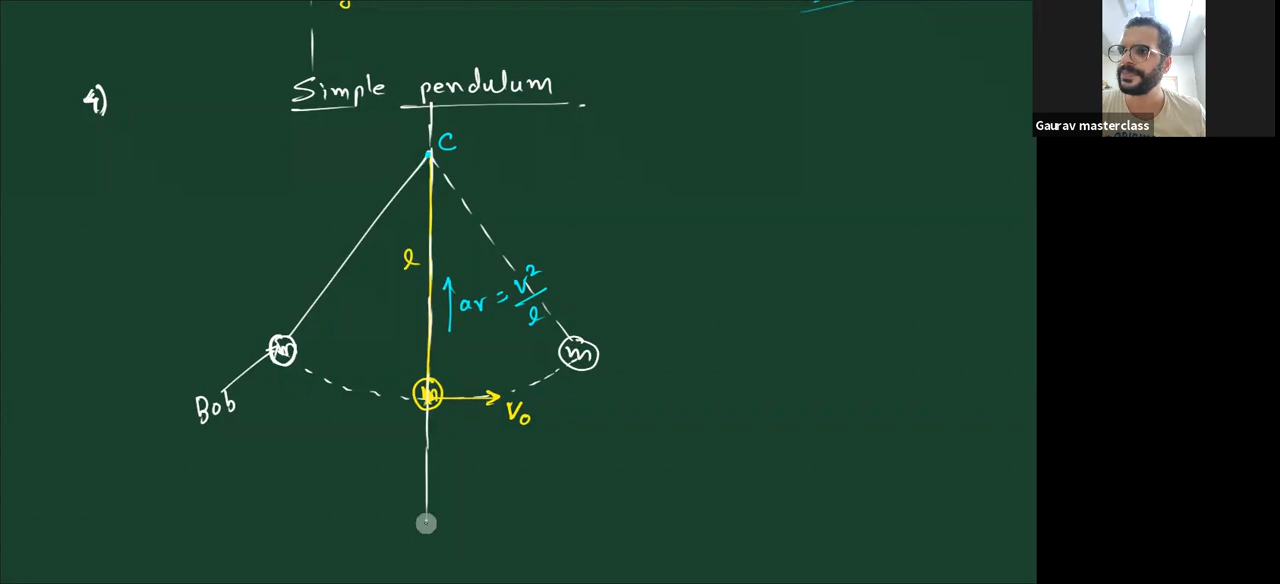 4)
Simple pendulum
C
l
ar = v²/l
m
m
m
v₀
Bob
Gaurav masterclass